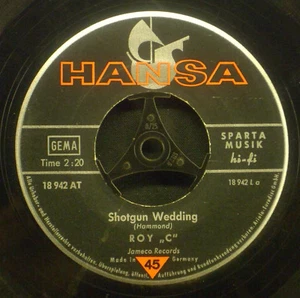 HANSA
GEMA
Time 2:20
18 942 AT
SPARTA
MUSIK
hi-fi
18 942 La
Shotgun Wedding
(Hammond)
ROY „C"
Jameco Records
Made in Germany
45